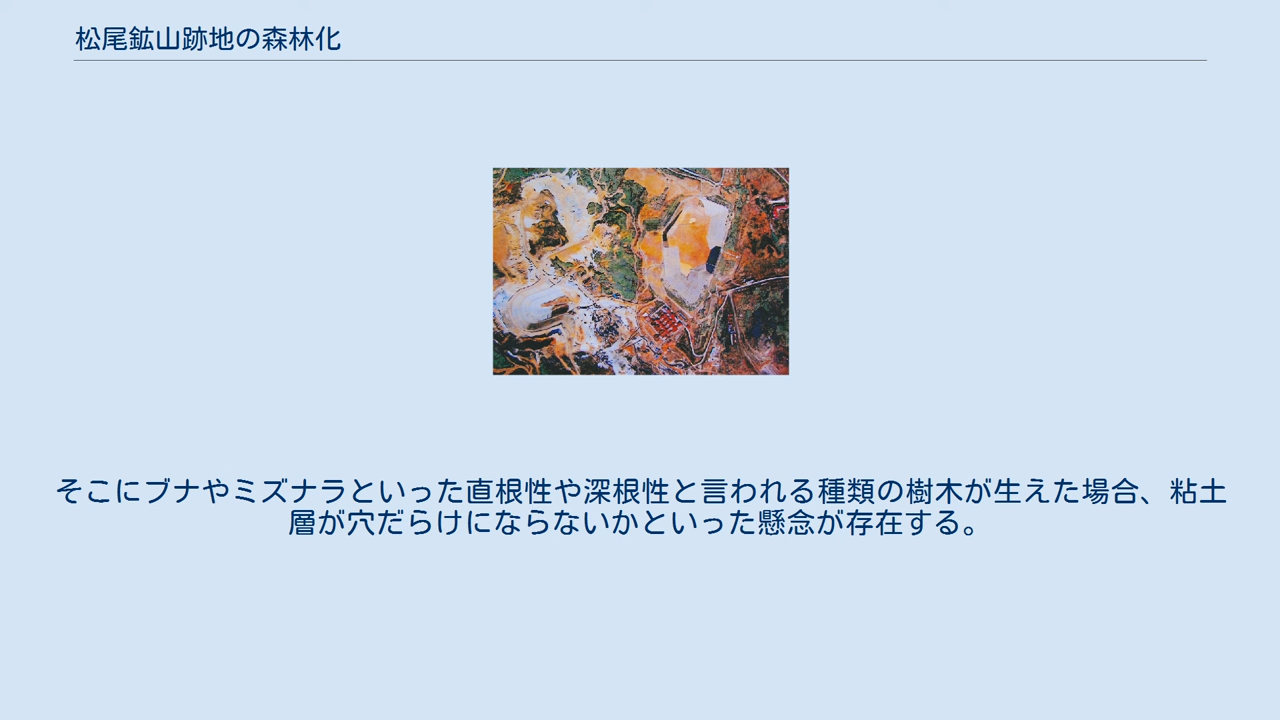 松尾鉱山跡地の森林化
そこにブナやミズナラといった直根性や深根性と言われる種類の樹木が生えた場合、粘土
層が穴だらけにならないかといった懸念が存在する。